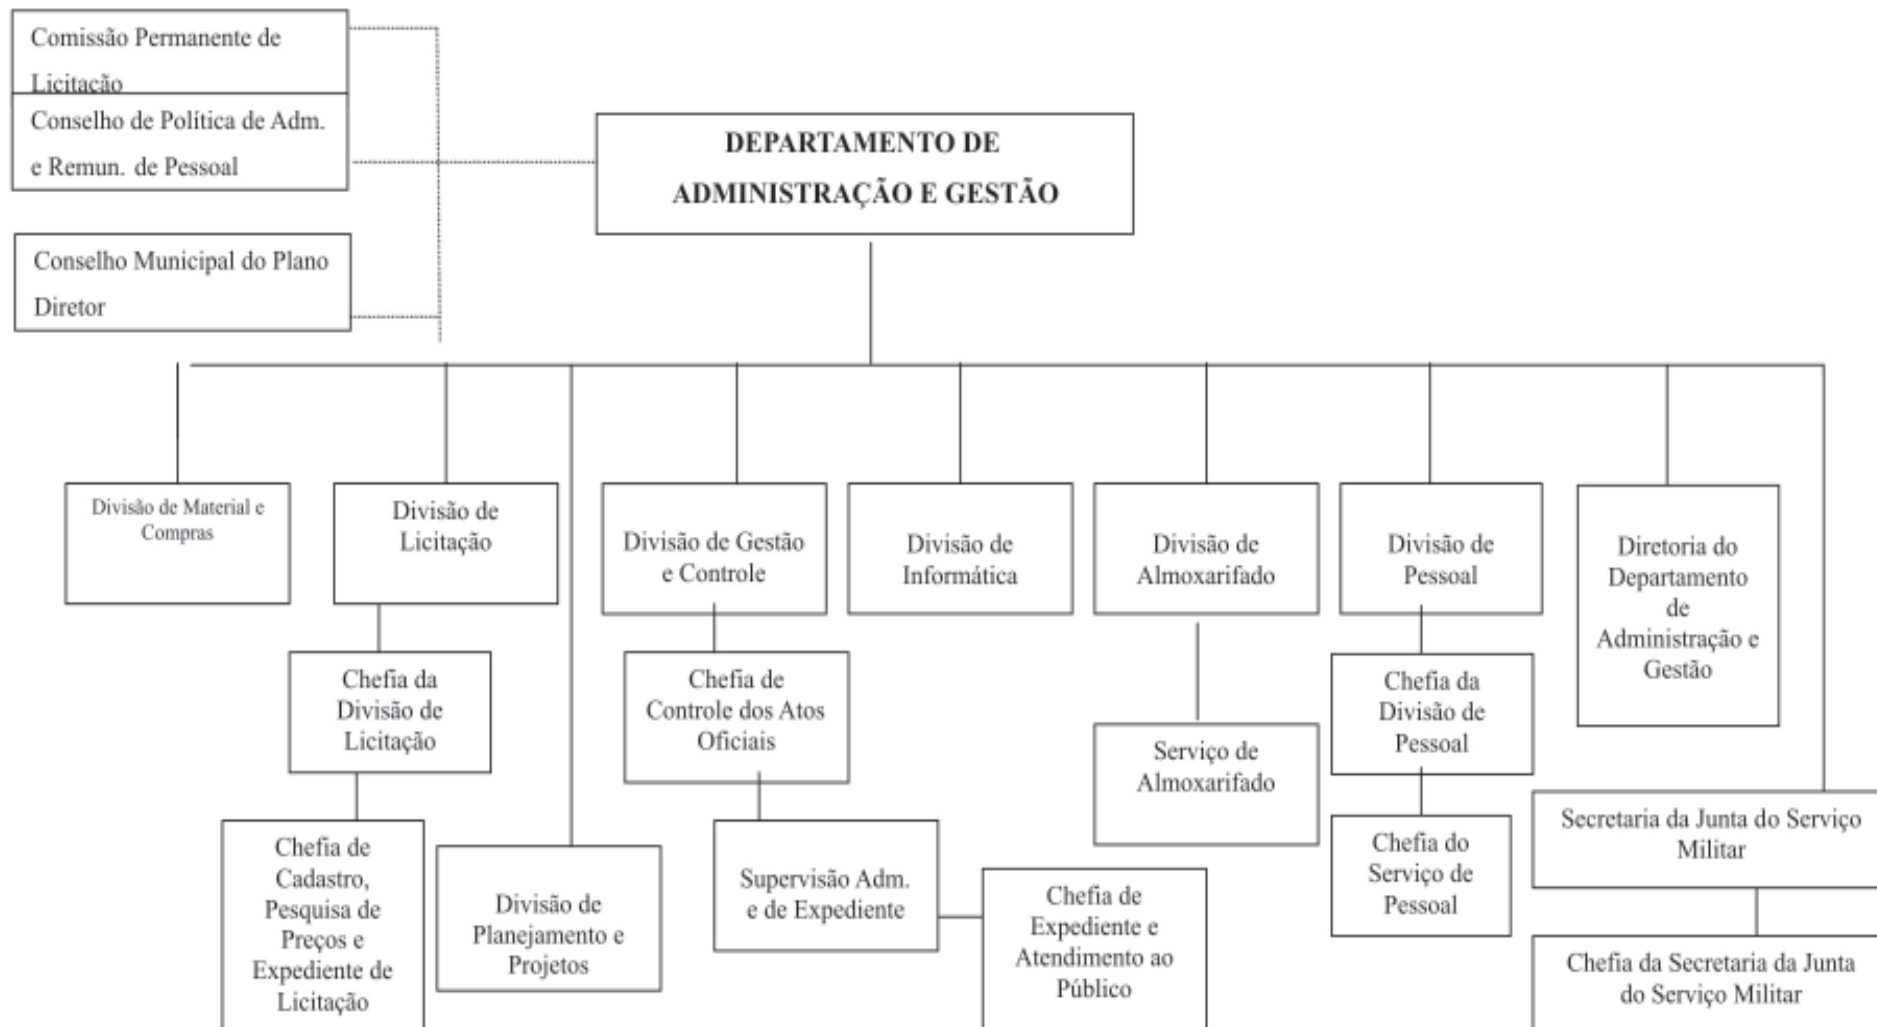 Comissão Permanente de
Licitação
Conselho de Política de Adm.
e Remun. de Pessoal
DEPARTAMENTO DE
ADMINISTRAÇÃO E GESTÃO
Conselho Municipal do Plano
Diretor
Divisão de Material e
Compras
Divisão de
Licitação
Divisão de Gestão
e Controle
Divisão de
Informática
Divisão de
Almoxarifado
Divisão de
Pessoal
Diretoria do
Departamento
de
Administração e
Gestão
Chefia da
Divisão de
Licitação
Chefia de
Controle dos Atos
Oficiais
Serviço de
Almoxarifado
Chefia da
Divisão de
Pessoal
Chefia de
Cadastro,
Pesquisa de
Preços e
Expediente de
Licitação
Divisão de
Planejamento e
Projetos
Supervisão Adm.
e de Expediente
Chefia de
Expediente e
Atendimento ao
Público
Chefia do
Serviço de
Pessoal
Secretaria da Junta do Serviço
Militar
Chefia da Secretaria da Junta
do Serviço Militar